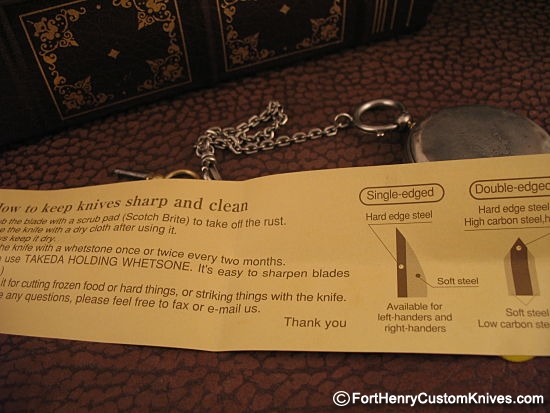 How to keep knives sharp and clean
the blade with a scrub pad (Scotch Brite) to take off the rust.
the knife with a dry cloth after using it.
keep it dry.
the knife with a whetstone once or twice every two months.
use TAKEDA HOLDING WHETSONE. It's easy to sharpen blades
)
it for cutting frozen food or hard things, or striking things with the knife.
any questions, please feel free to fax or e-mail us.
Thank you
Single-edged
Hard edge steel
Soft steel
Available for
left-handers and
right-handers
Double-edged
Hard edge steel
High carbon steel,
Soft steel
Low carbon
©FortHenryCustomKnives.com